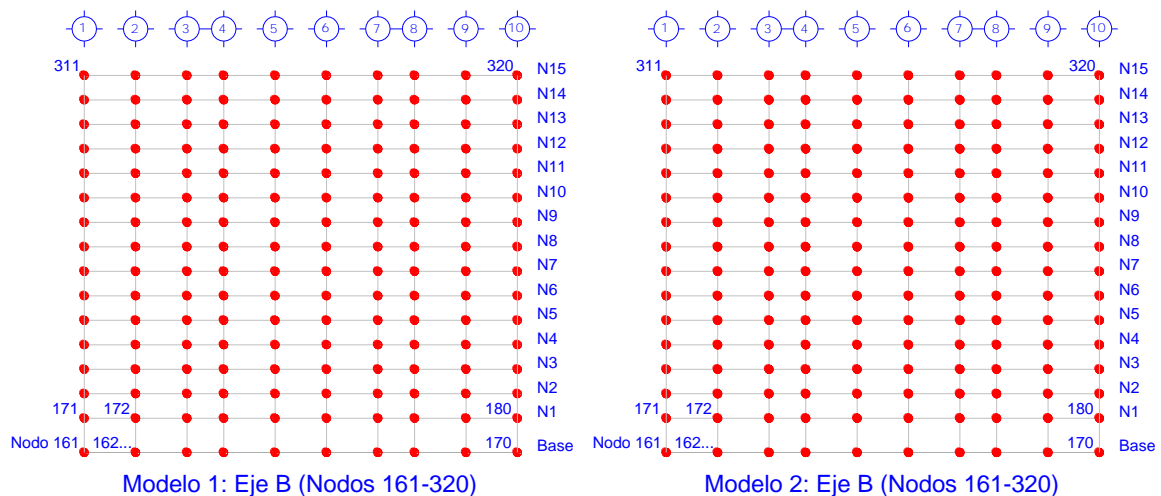 1 2 3 4 5 6 7 8 9 10 1 2 3 4 5 6 7 8 9 10
311 320 N15 311 320 N15
N14 N14
N13 N13
N12 N12
N11 N11
N10 N10
N9 N9
N8 N8
N7 N7
N6 N6
N5 N5
N4 N4
N3 N3
N2 N2
171 172 180 N1 171 172 180 N1
Nodo 161 162... 170 Base Nodo 161 162... 170 Base
Modelo 1: Eje B (Nodos 161-320) Modelo 2: Eje B (Nodos 161-320)